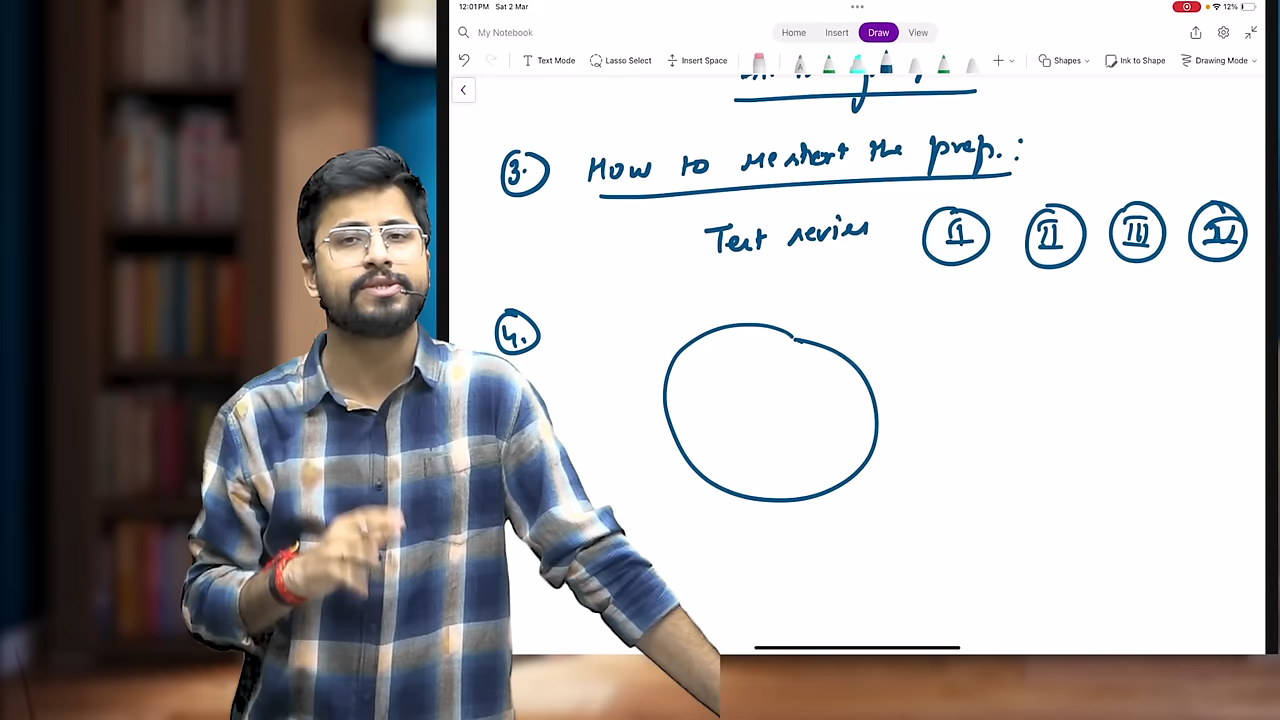 12:01 PM Sat 2 Mar
12%
My Notebook
Home Insert Draw View
Text Mode Lasso Select Insert Space Shapes Ink to Shape Drawing Mode
3. How to restart the prep. :
Test series I II III IV
4.